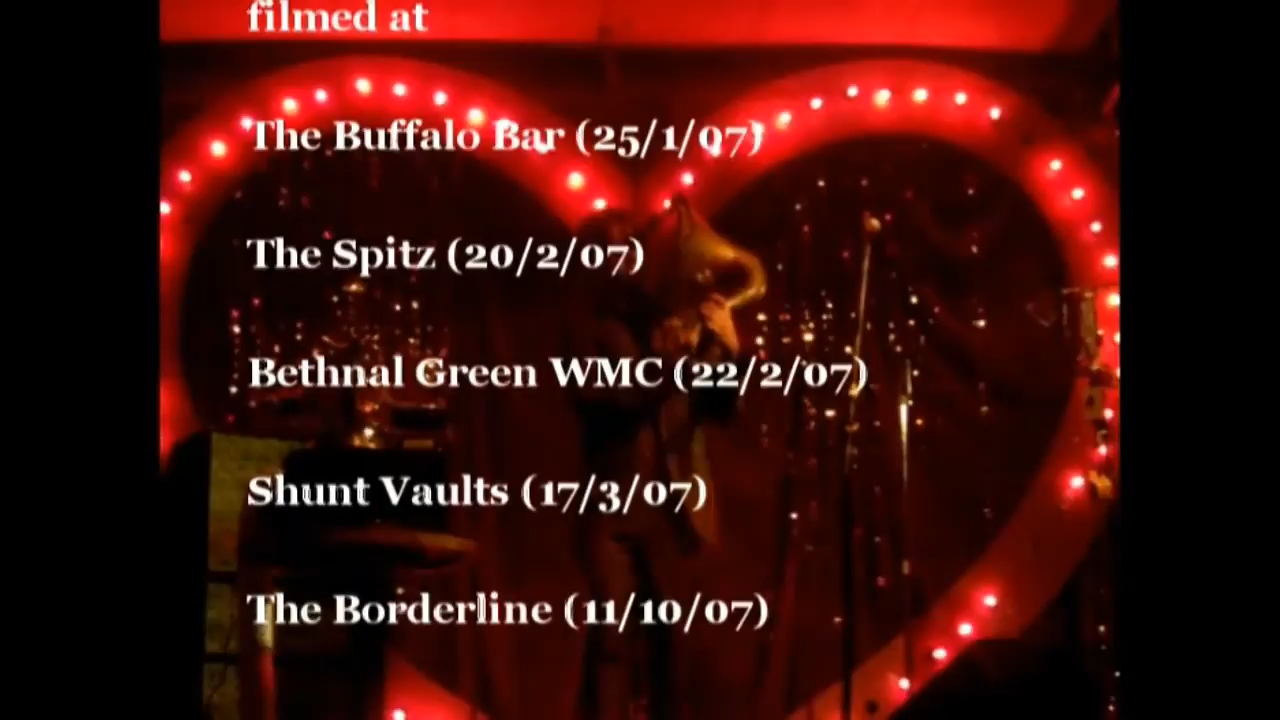 filmed at
The Buffalo Bar (25/1/07)
The Spitz (20/2/07)
Bethnal Green WMC (22/2/07)
Shunt Vaults (17/3/07)
The Borderline (11/10/07)